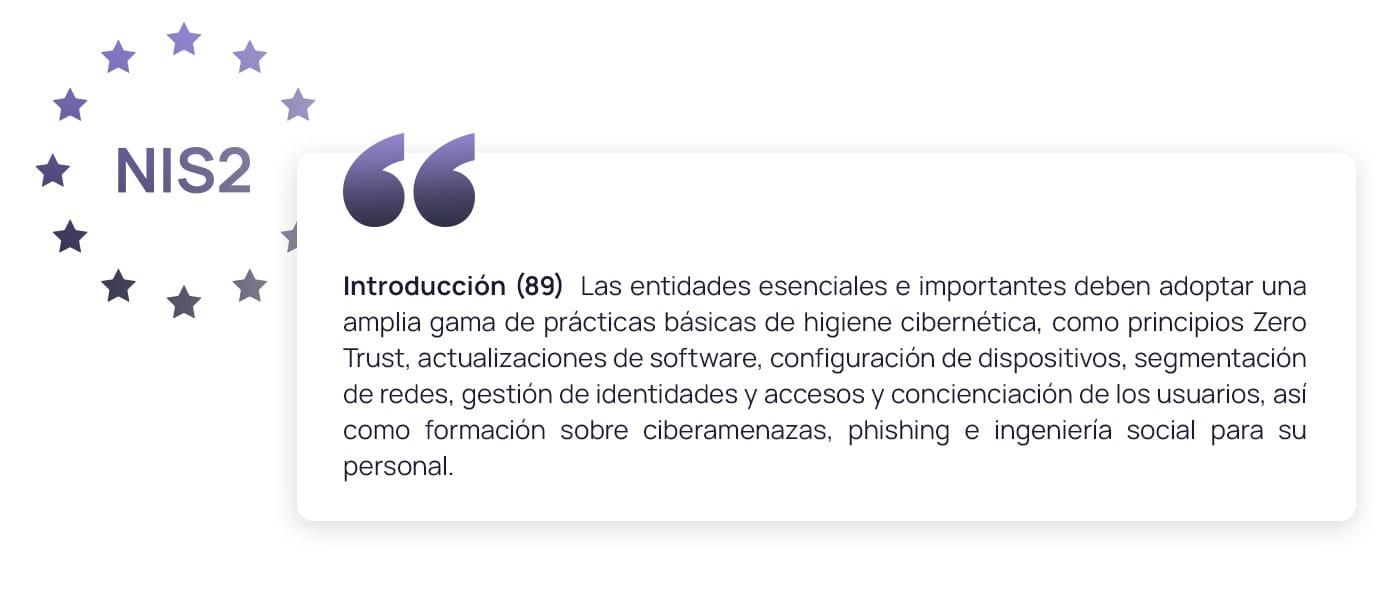 NIS2
Introducción (89) Las entidades esenciales e importantes deben adoptar una
amplia gama de prácticas básicas de higiene cibernética, como principios Zero
Trust, actualizaciones de software, configuración de dispositivos, segmentación
de redes, gestión de identidades y accesos y concienciación de los usuarios, así
como formación sobre ciberamenazas, phishing e ingeniería social para su
personal.